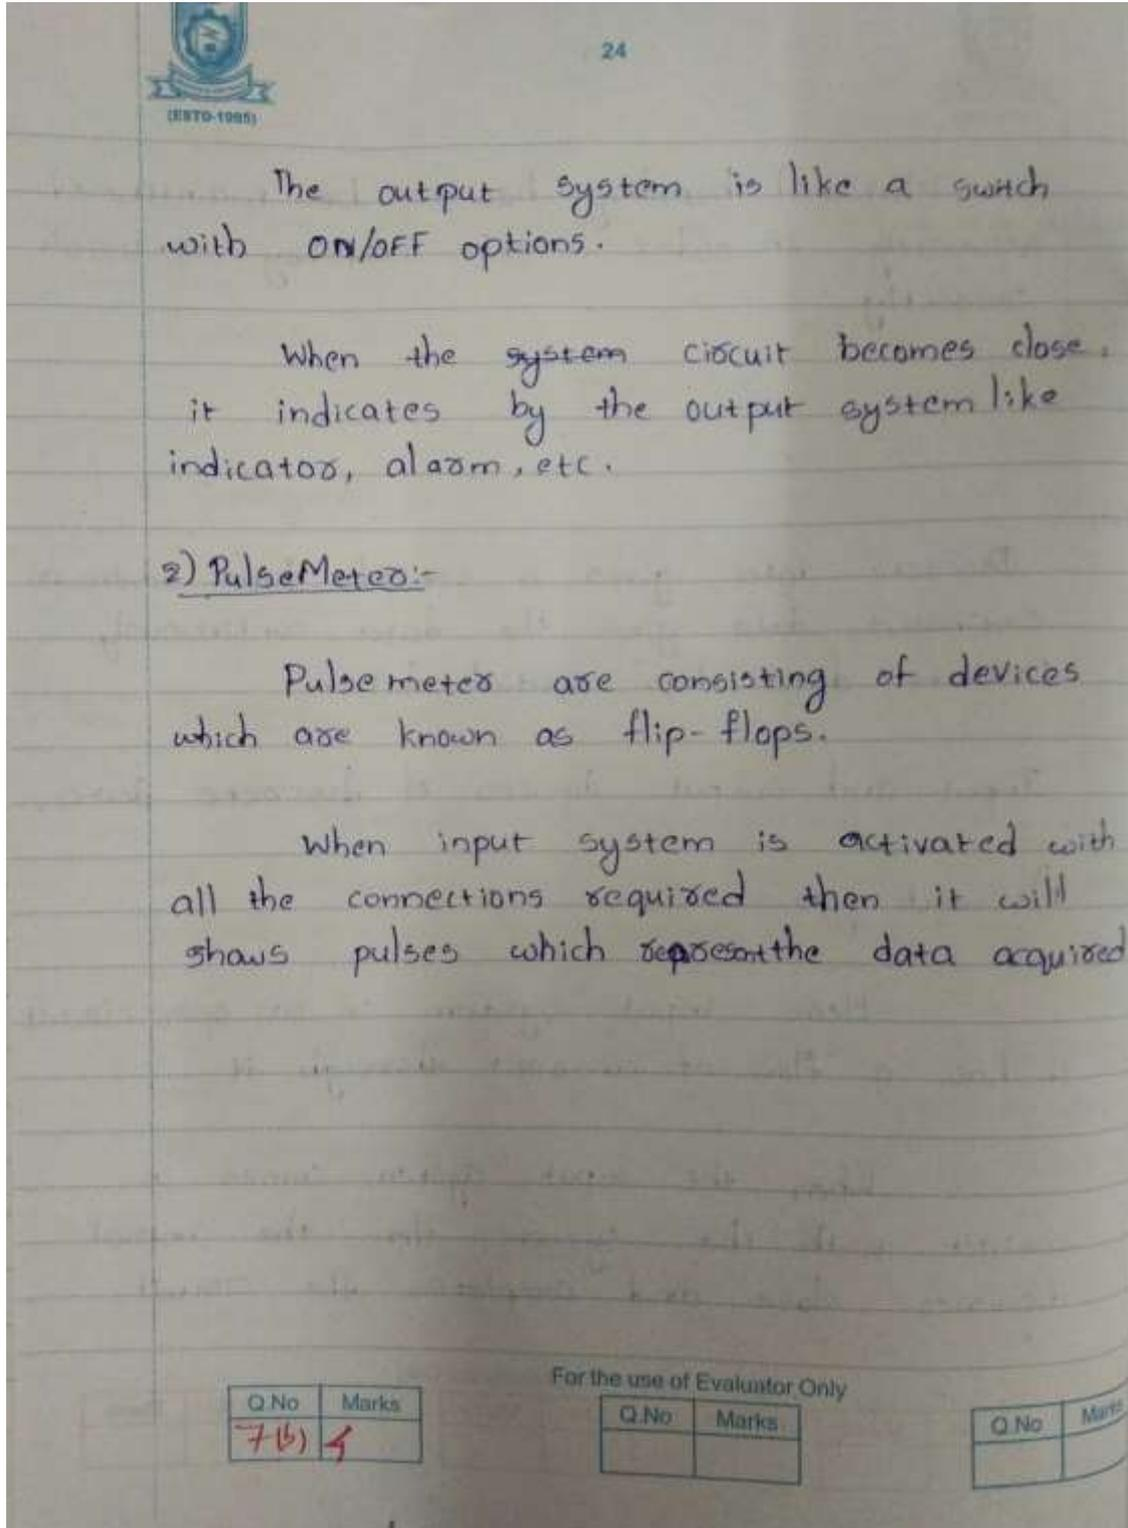 24
(ESTD-1995)
The output system is like a switch
with ON/OFF options.
When the system circuit becomes close.
it indicates by the output system like
indicator, alarm, etc.
2) PulseMeter:-
Pulse meter are consisting of devices
which are known as flip-flops.
When input system is activated with
all the connections required then it will
shows pulses which represent the data acquired
For the use of Evaluator Only
Q.No Marks Q.No Marks Q.No Marks
7(b)